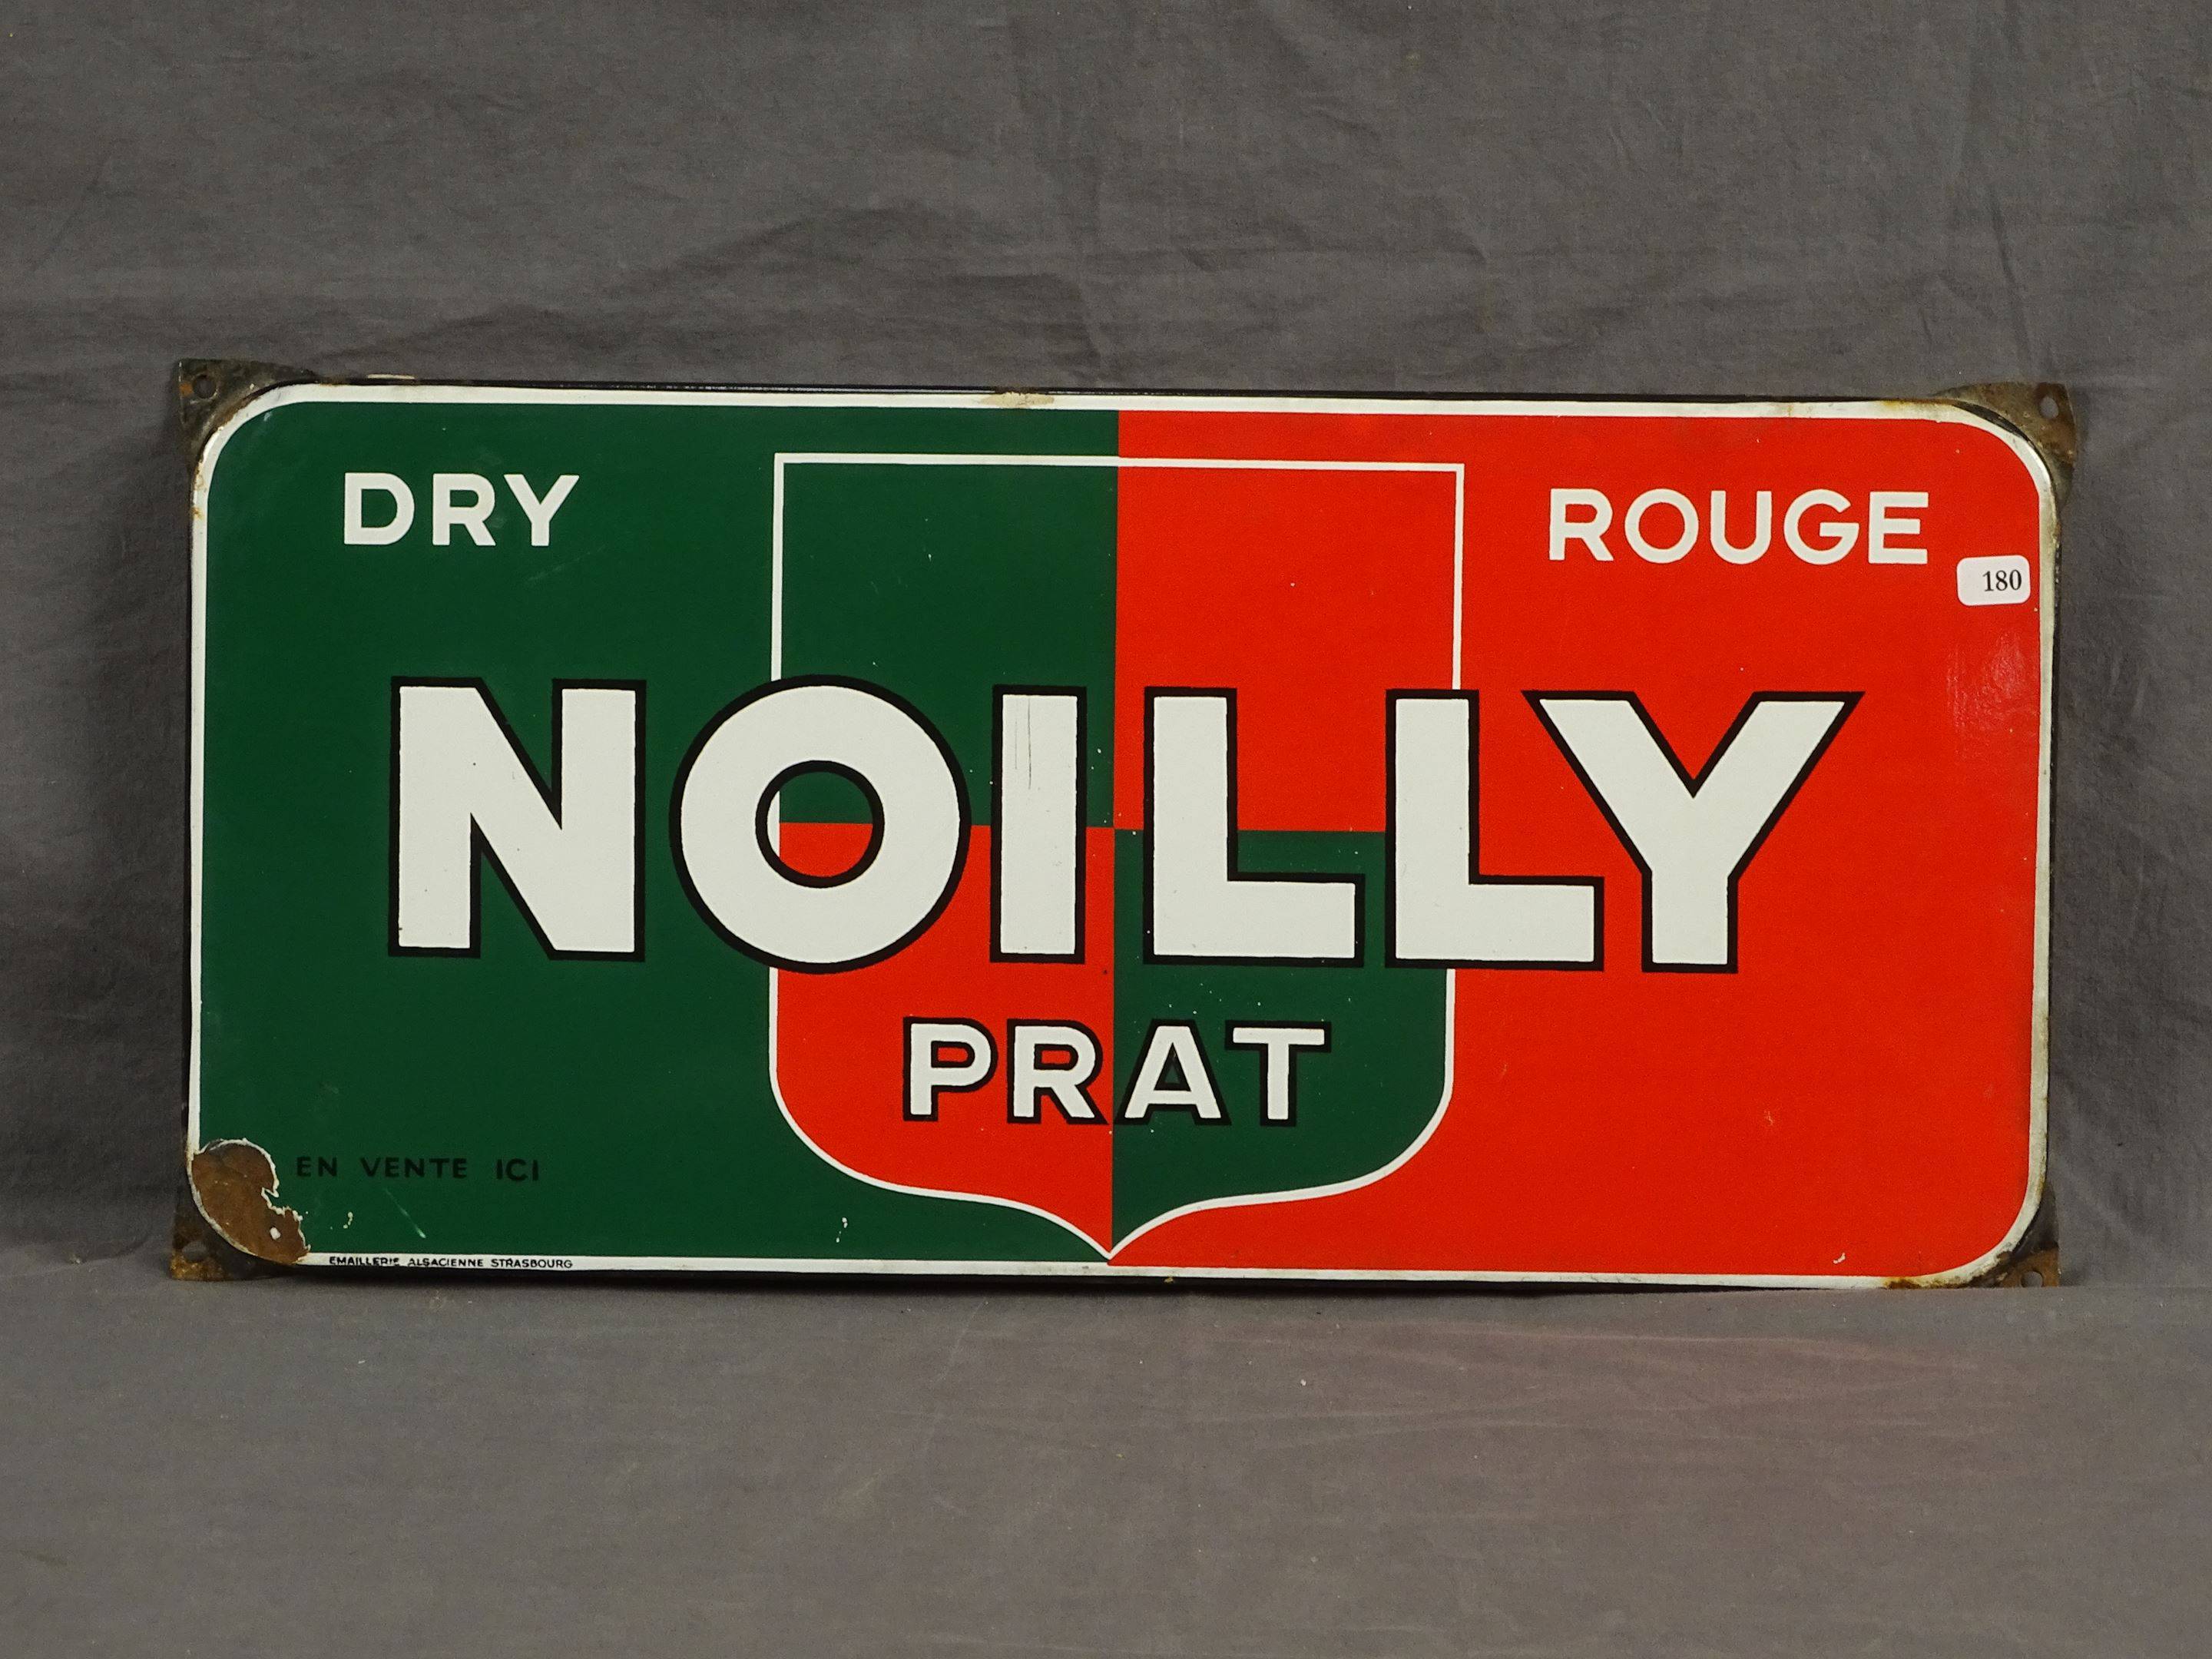 DRY
ROUGE
180
NOILLY
PRAT
EN VENTE ICI
EMAILLERIE ALSACIENNE STRASBOURG